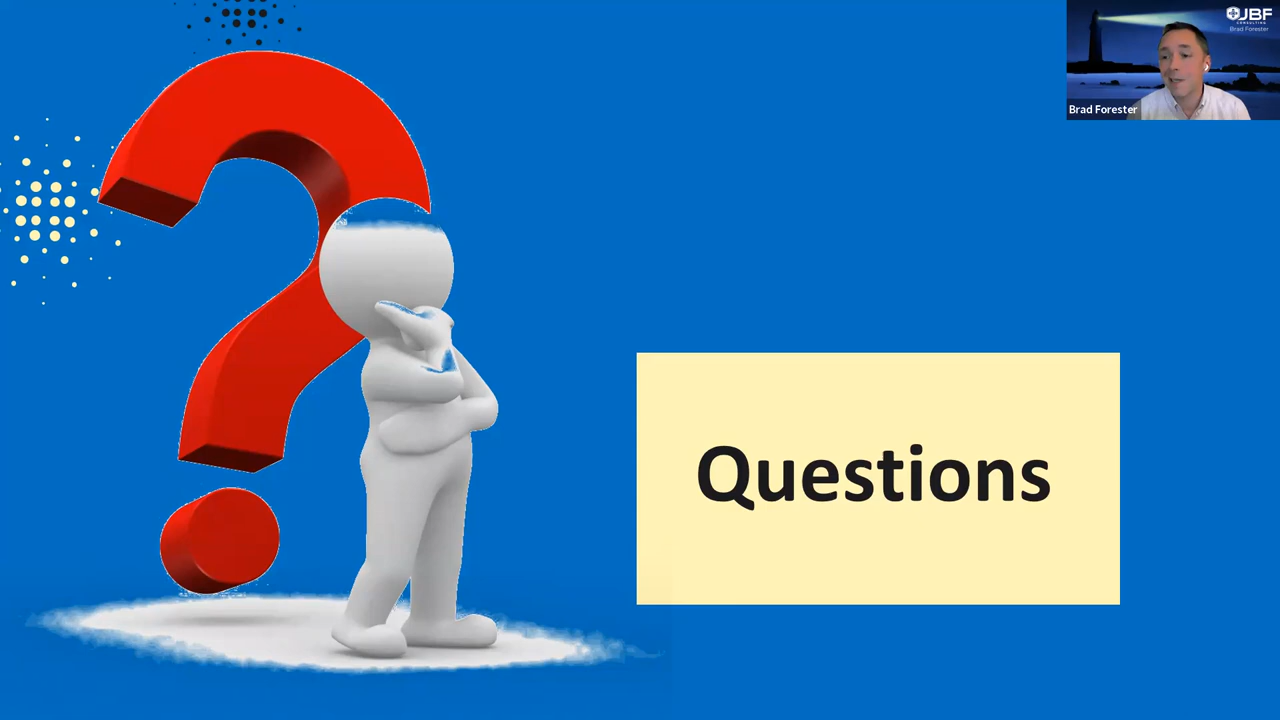 JBF
CONSULTING
Brad Forester
Brad Forester
Questions